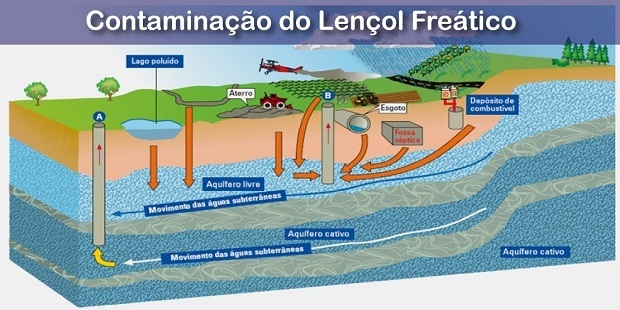 Contaminação do Lençol Freático
Lago poluído
Aterro
A
B
Esgoto
Depósito de
combustível
Fossa
séptica
Aquífero livre
Movimento das águas subterrâneas
Aquífero cativo
Movimento das águas subterrâneas
Aquífero cativo